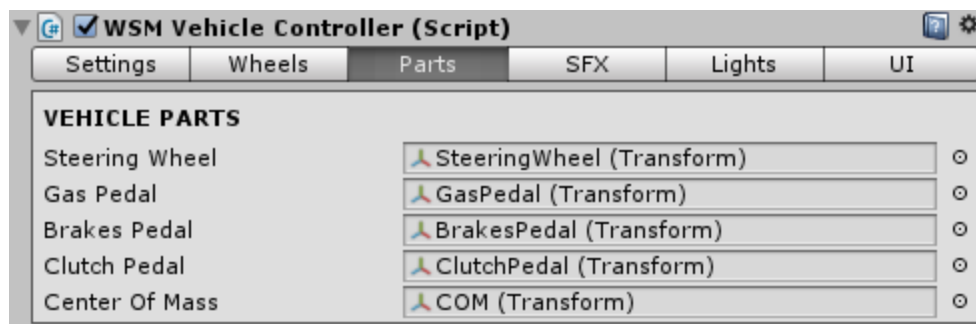 WSM Vehicle Controller (Script)
Settings Wheels Parts SFX Lights UI
VEHICLE PARTS
Steering Wheel SteeringWheel (Transform)
Gas Pedal GasPedal (Transform)
Brakes Pedal BrakesPedal (Transform)
Clutch Pedal ClutchPedal (Transform)
Center Of Mass COM (Transform)